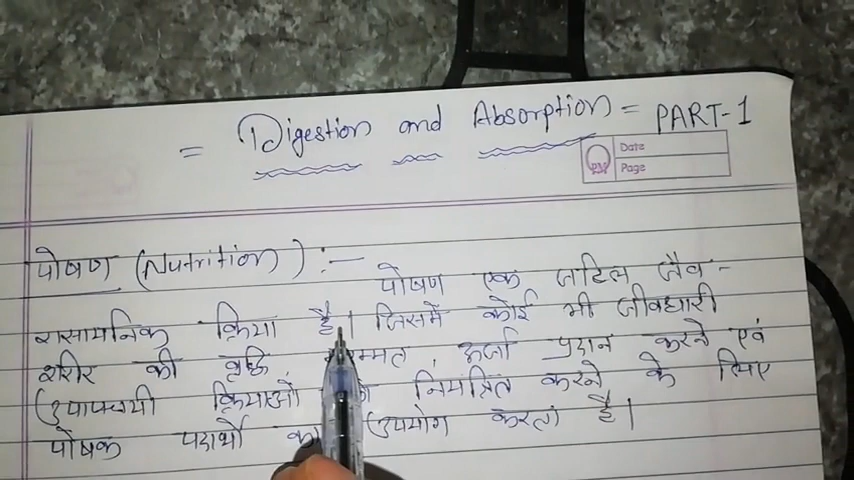 = Digestion and Absorption = PART-1
Date
Page
पोषण (Nutrition) :-
पोषण एक जटिल जैव-
रासायनिक क्रिया है। जिसमें कोई भी जीवधारी
शरीर की वृद्धि मरम्मत, ऊर्जा प्रदान करने एवं
उपापचयी क्रियाओं नियंत्रित करने के लिए
पोषक पदार्थों का उपयोग करता है।